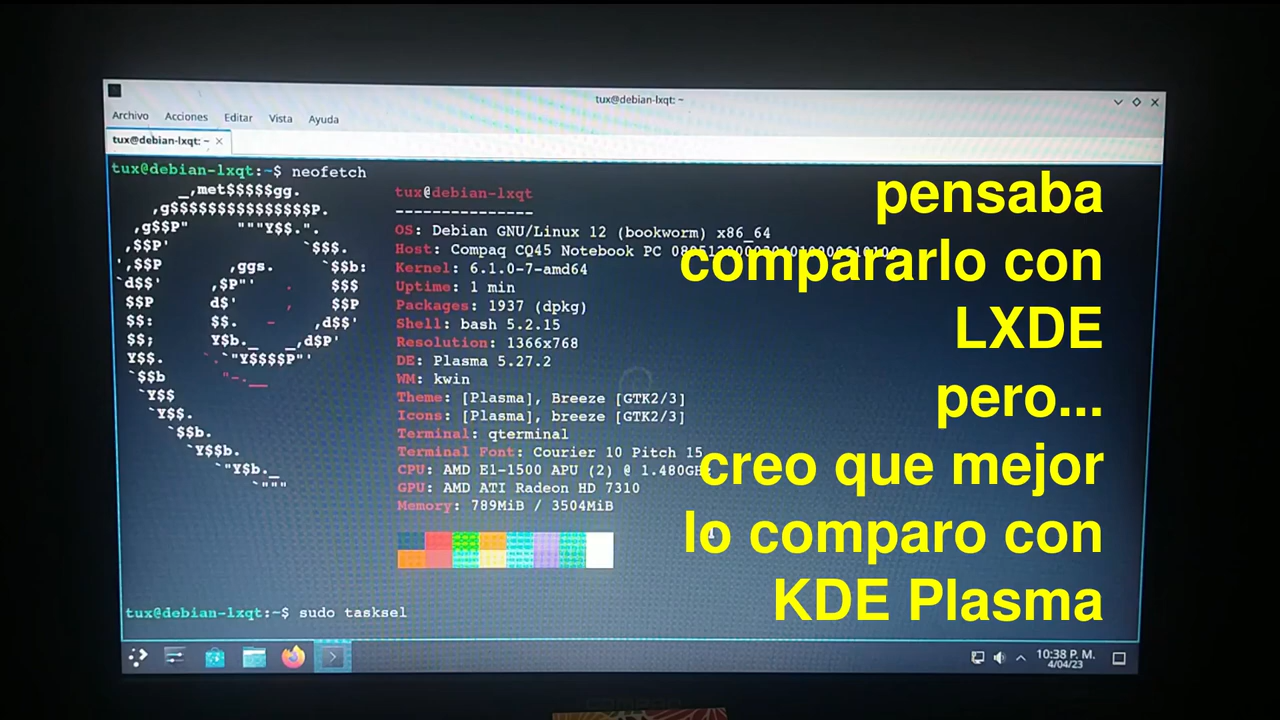 tux@debian-lxqt: ~
Archivo Acciones Editar Vista Ayuda
tux@debian-lxqt: ~ ×
tux@debian-lxqt:~$ neofetch
_,met$$$$$gg.
,g$$$$$$$$$$$$$$$P.
,g$$P" """Y$$.".
,$$P' `$$$.
',$$P ,ggs. `$$b:
`d$$' ,$P"' . $$$
$$P d$' , $$P
$$: $$. - ,d$$'
$$; Y$b._ _,d$P'
Y$$. `.`"Y$$$$P"'
`$$b "-.__
`Y$$
`Y$$.
`$$b.
`Y$$b.
`"Y$b._
`"""
tux@debian-lxqt
---------------
OS: Debian GNU/Linux 12 (bookworm) x86_64
Host: Compaq CQ45 Notebook PC
Kernel: 6.1.0-7-amd64
Uptime: 1 min
Packages: 1937 (dpkg)
Shell: bash 5.2.15
Resolution: 1366x768
DE: Plasma 5.27.2
WM: kwin
Theme: [Plasma], Breeze [GTK2/3]
Icons: [Plasma], breeze [GTK2/3]
Terminal: qterminal
Terminal Font: Courier 10 Pitch 15
CPU: AMD E1-1500 APU (2) @ 1.480GHz
GPU: AMD ATI Radeon HD 7310
Memory: 789MiB / 3504MiB
tux@debian-lxqt:~$ sudo tasksel
pensaba
compararlo con
LXDE
pero...
creo que mejor
lo comparo con
KDE Plasma
10:38 P. M.
4/04/23